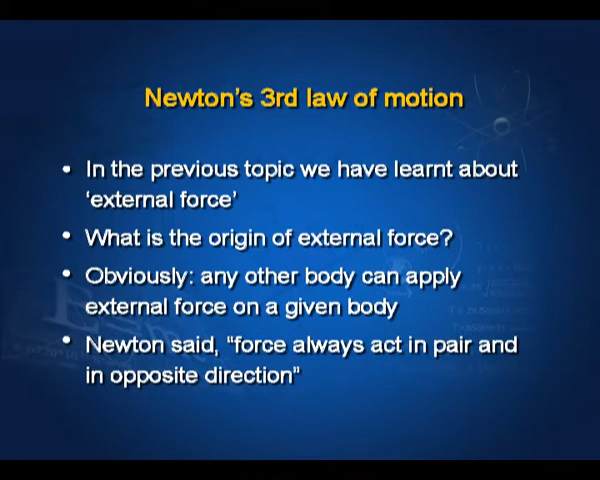 Newton's 3rd law of motion
• In the previous topic we have learnt about
'external force'
• What is the origin of external force?
• Obviously: any other body can apply
external force on a given body
• Newton said, "force always act in pair and
in opposite direction"